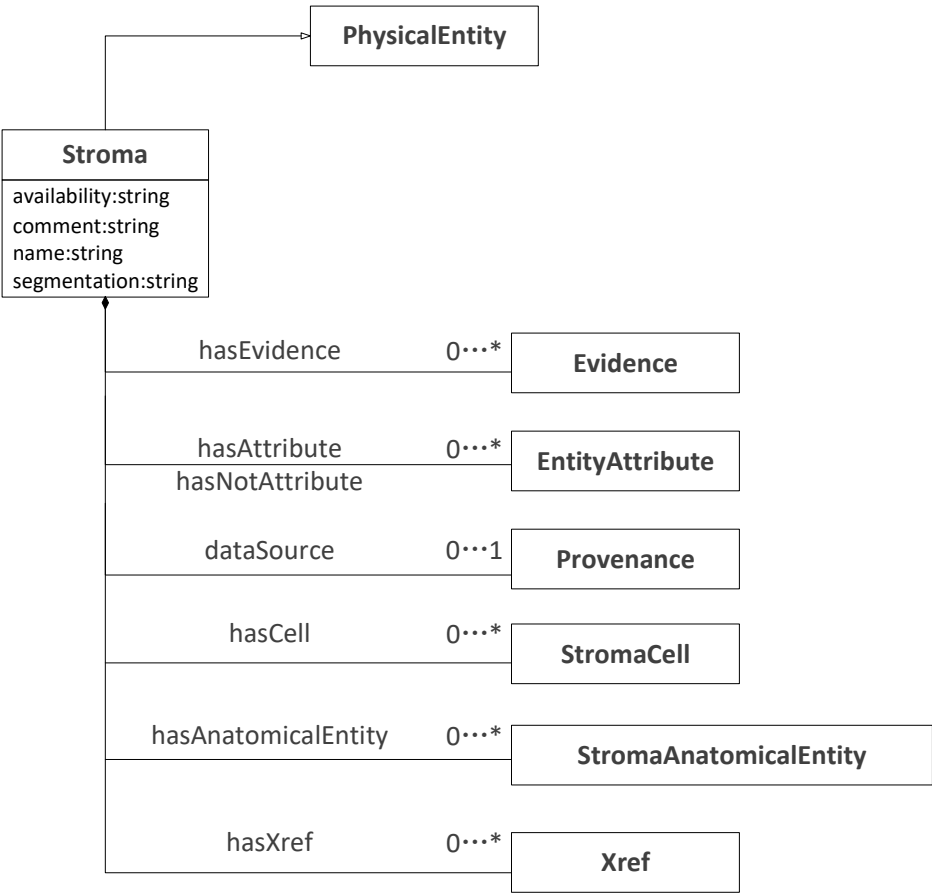 PhysicalEntity
Stroma
availability:string
comment:string
name:string
segmentation:string
hasEvidence 0···* Evidence
hasAttribute 0···* EntityAttribute
hasNotAttribute
dataSource 0···1 Provenance
hasCell 0···* StromaCell
hasAnatomicalEntity 0···* StromaAnatomicalEntity
hasXref 0···* Xref